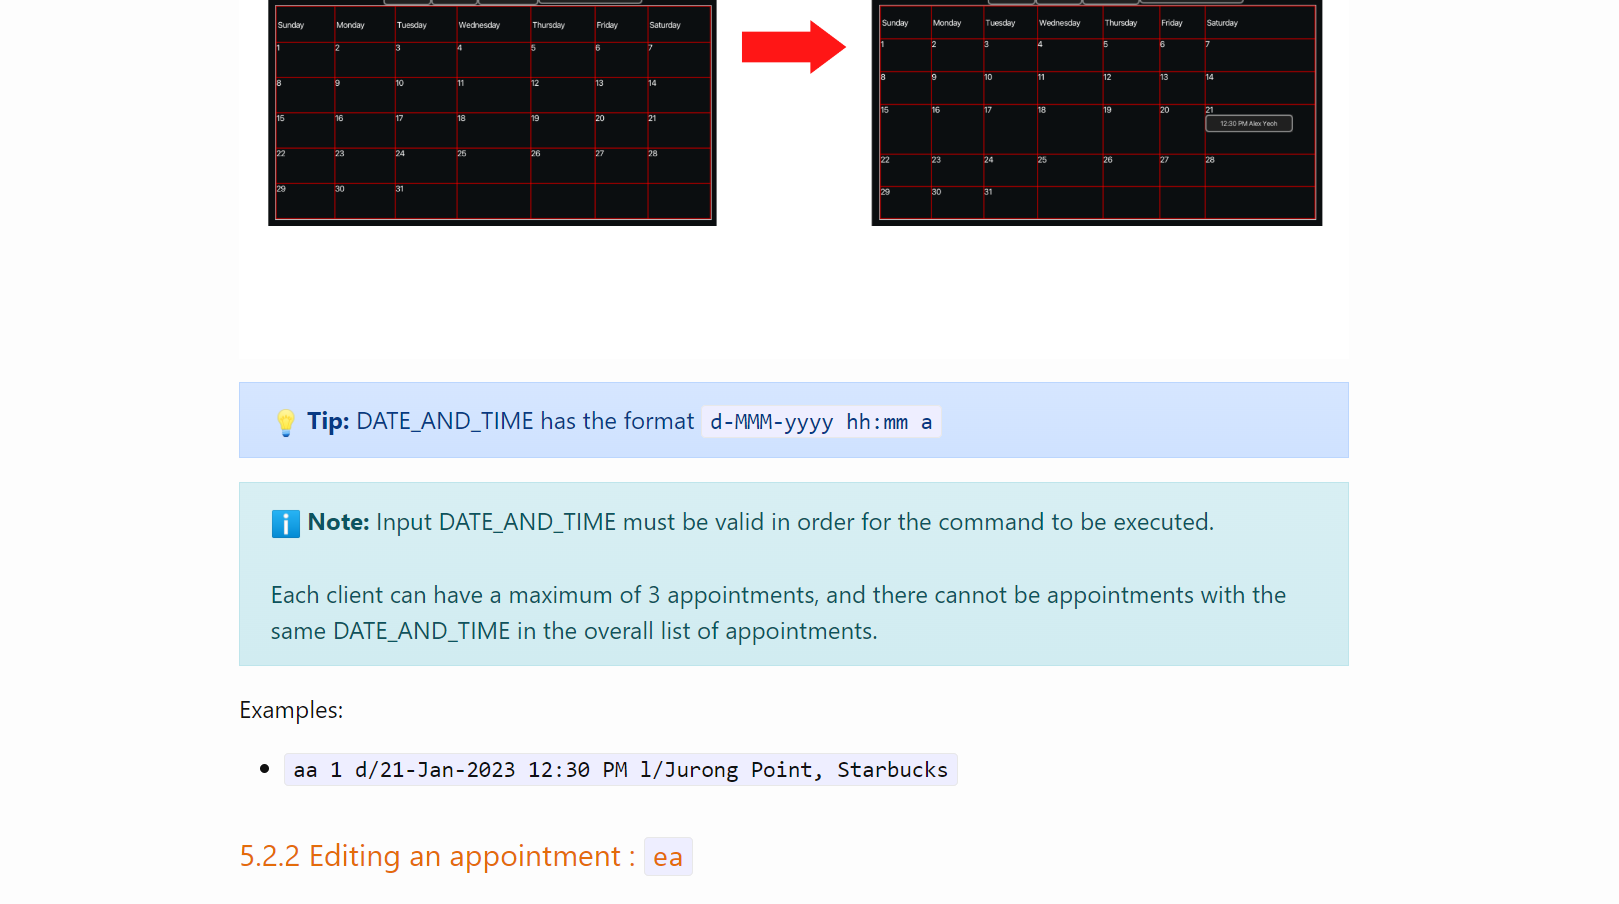 Sunday Monday Tuesday Wednesday Thursday Friday Saturday
1 2 3 4 5 6 7
8 9 10 11 12 13 14
15 16 17 18 19 20 21
22 23 24 25 26 27 28
29 30 31
Sunday Monday Tuesday Wednesday Thursday Friday Saturday
1 2 3 4 5 6 7
8 9 10 11 12 13 14
15 16 17 18 19 20 21
12:30 PM Alex Yeoh
22 23 24 25 26 27 28
29 30 31
Tip: DATE_AND_TIME has the format d-MMM-yyyy hh:mm a
Note: Input DATE_AND_TIME must be valid in order for the command to be executed.
Each client can have a maximum of 3 appointments, and there cannot be appointments with the
same DATE_AND_TIME in the overall list of appointments.
Examples:
• aa 1 d/21-Jan-2023 12:30 PM l/Jurong Point, Starbucks
5.2.2 Editing an appointment : ea